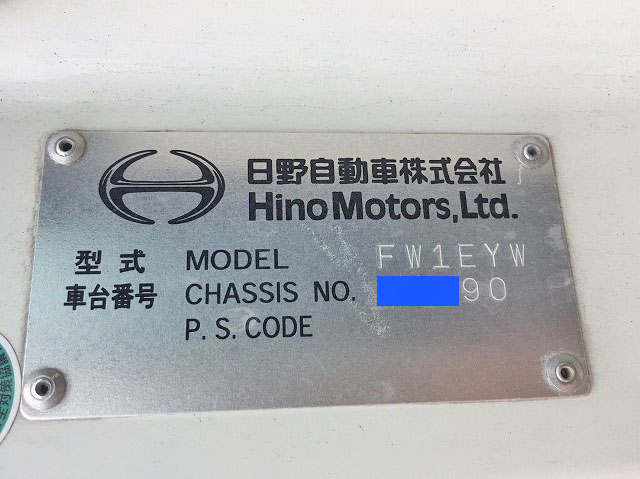 日野自動車株式会社
Hino Motors, Ltd.
型式 MODEL FW1EYW
車台番号 CHASSIS NO. 90
P. S. CODE